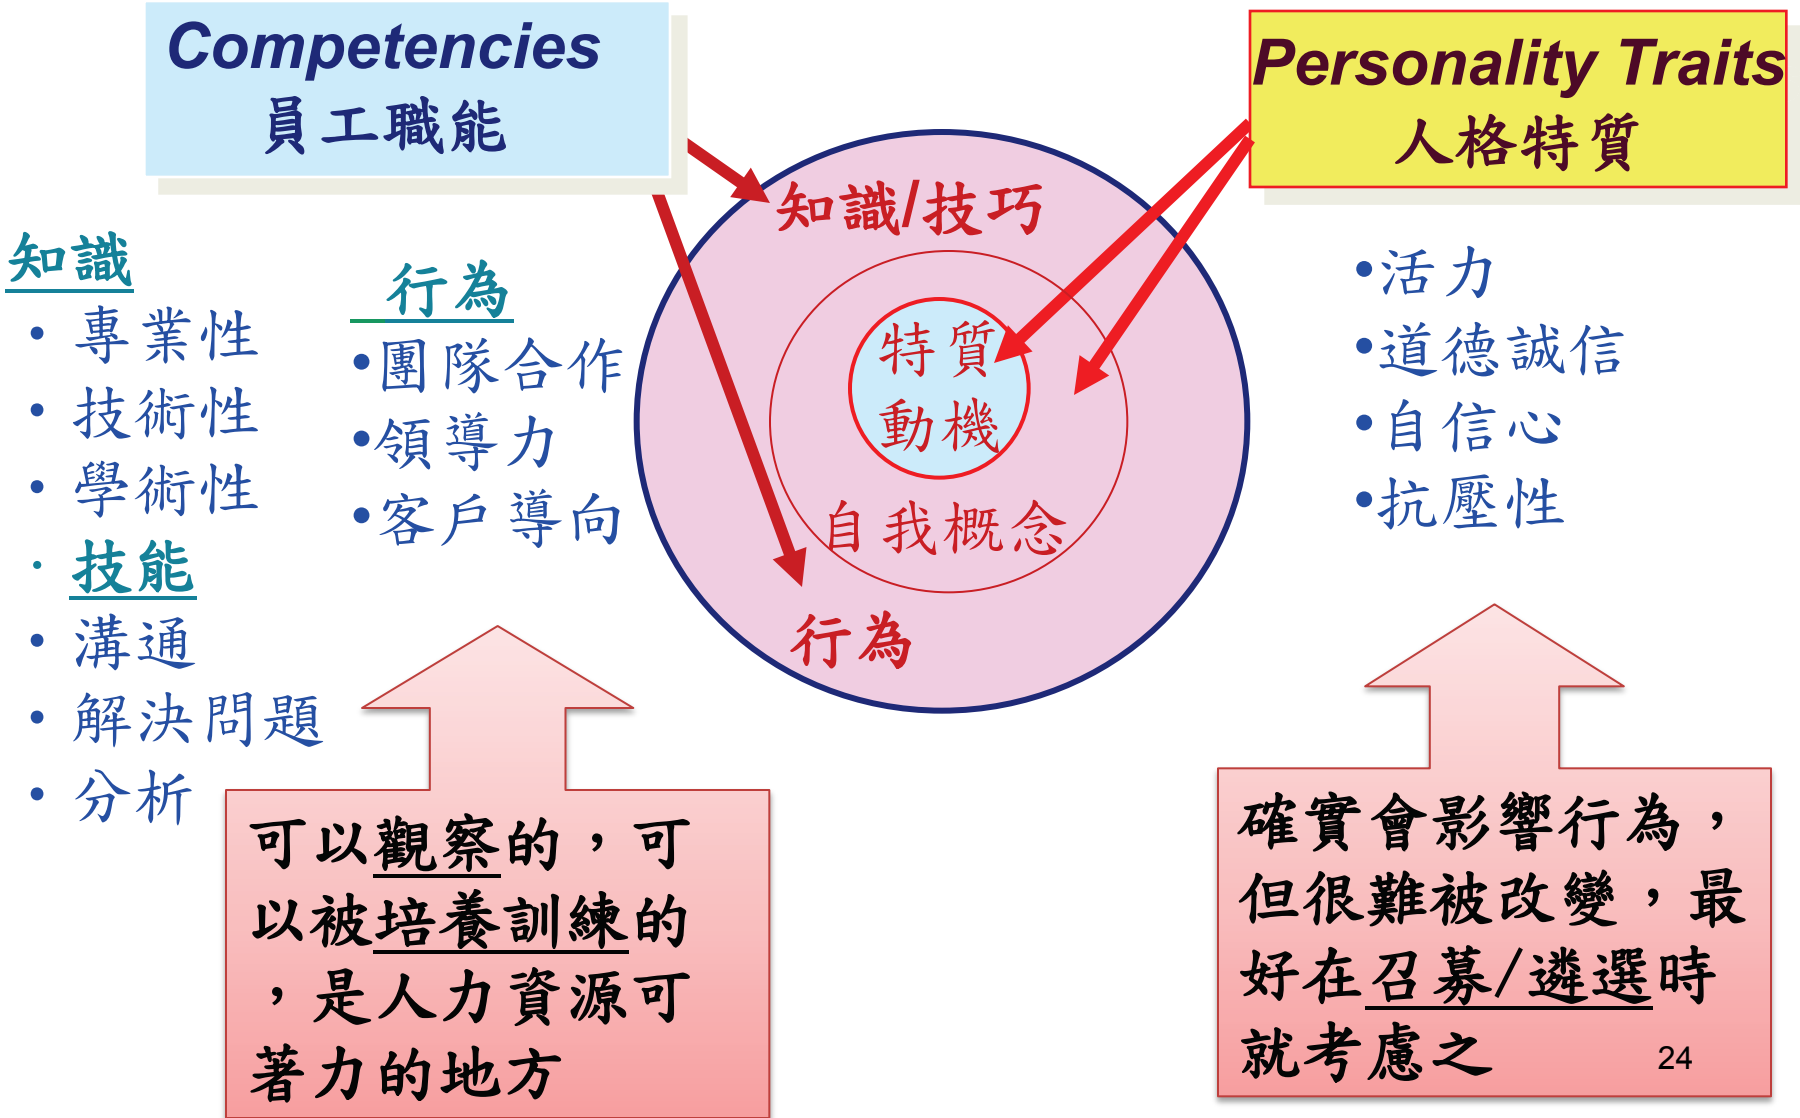 Competencies
員工職能
Personality Traits
人格特質
知識
• 專業性
• 技術性
• 學術性
• 技能
• 溝通
• 解決問題
• 分析
行為
•團隊合作
•領導力
•客戶導向
知識/技巧
特質
動機
自我概念
行為
•活力
•道德誠信
•自信心
•抗壓性
可以觀察的，可
以被培養訓練的
，是人力資源可
著力的地方
確實會影響行為，
但很難被改變，最
好在召募/遴選時
就考慮之
24